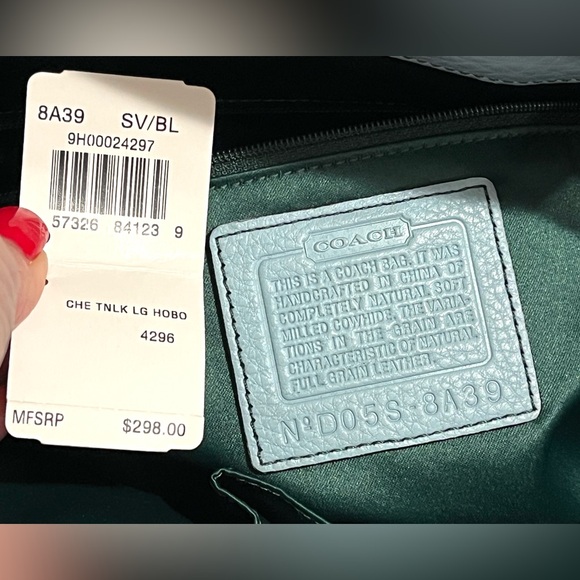 8A39 SV/BL
9H00024297
57326 84123 9
CHE TNLK LG HOBO
4296
MFSRP $298.00
COACH
THIS IS A COACH BAG. IT WAS
HANDCRAFTED IN CHINA OF
COMPLETELY NATURAL SOFT
MILLED COWHIDE. THE VARIA-
TIONS IN THE GRAIN ARE
CHARACTERISTIC OF NATURAL
FULL GRAIN LEATHER.
Nº D05S-8A39